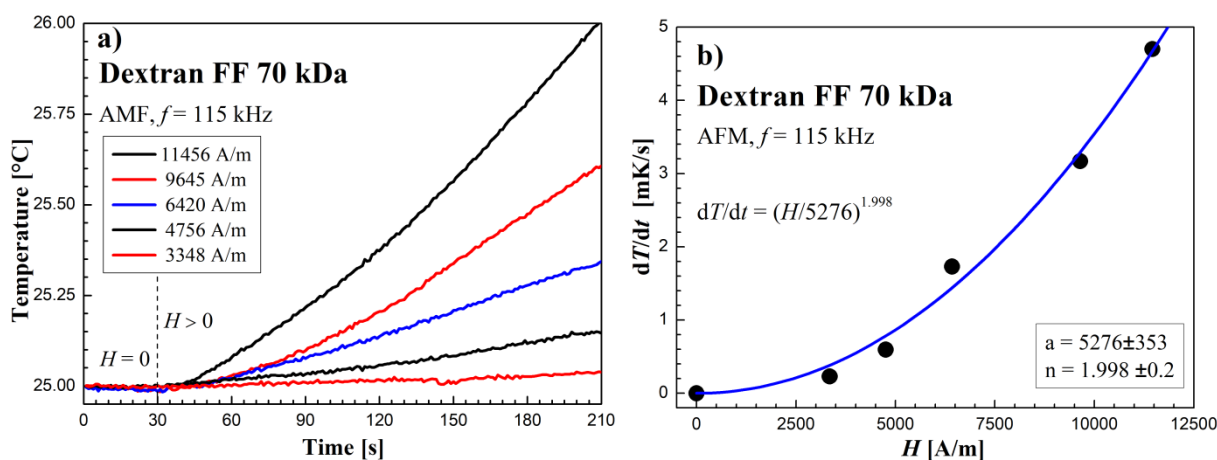 a)
Dextran FF 70 kDa
AMF, f = 115 kHz
11456 A/m
9645 A/m
6420 A/m
4756 A/m
3348 A/m
H = 0
H > 0
Temperature [°C]
26.00
25.75
25.50
25.25
25.00
0 30 60 90 120 150 180 210
Time [s]
b)
Dextran FF 70 kDa
AFM, f = 115 kHz
dT/dt = (H/5276)^1.998
a = 5276±353
n = 1.998 ±0.2
dT/dt [mK/s]
5
4
3
2
1
0
0 2500 5000 7500 10000 12500
H [A/m]